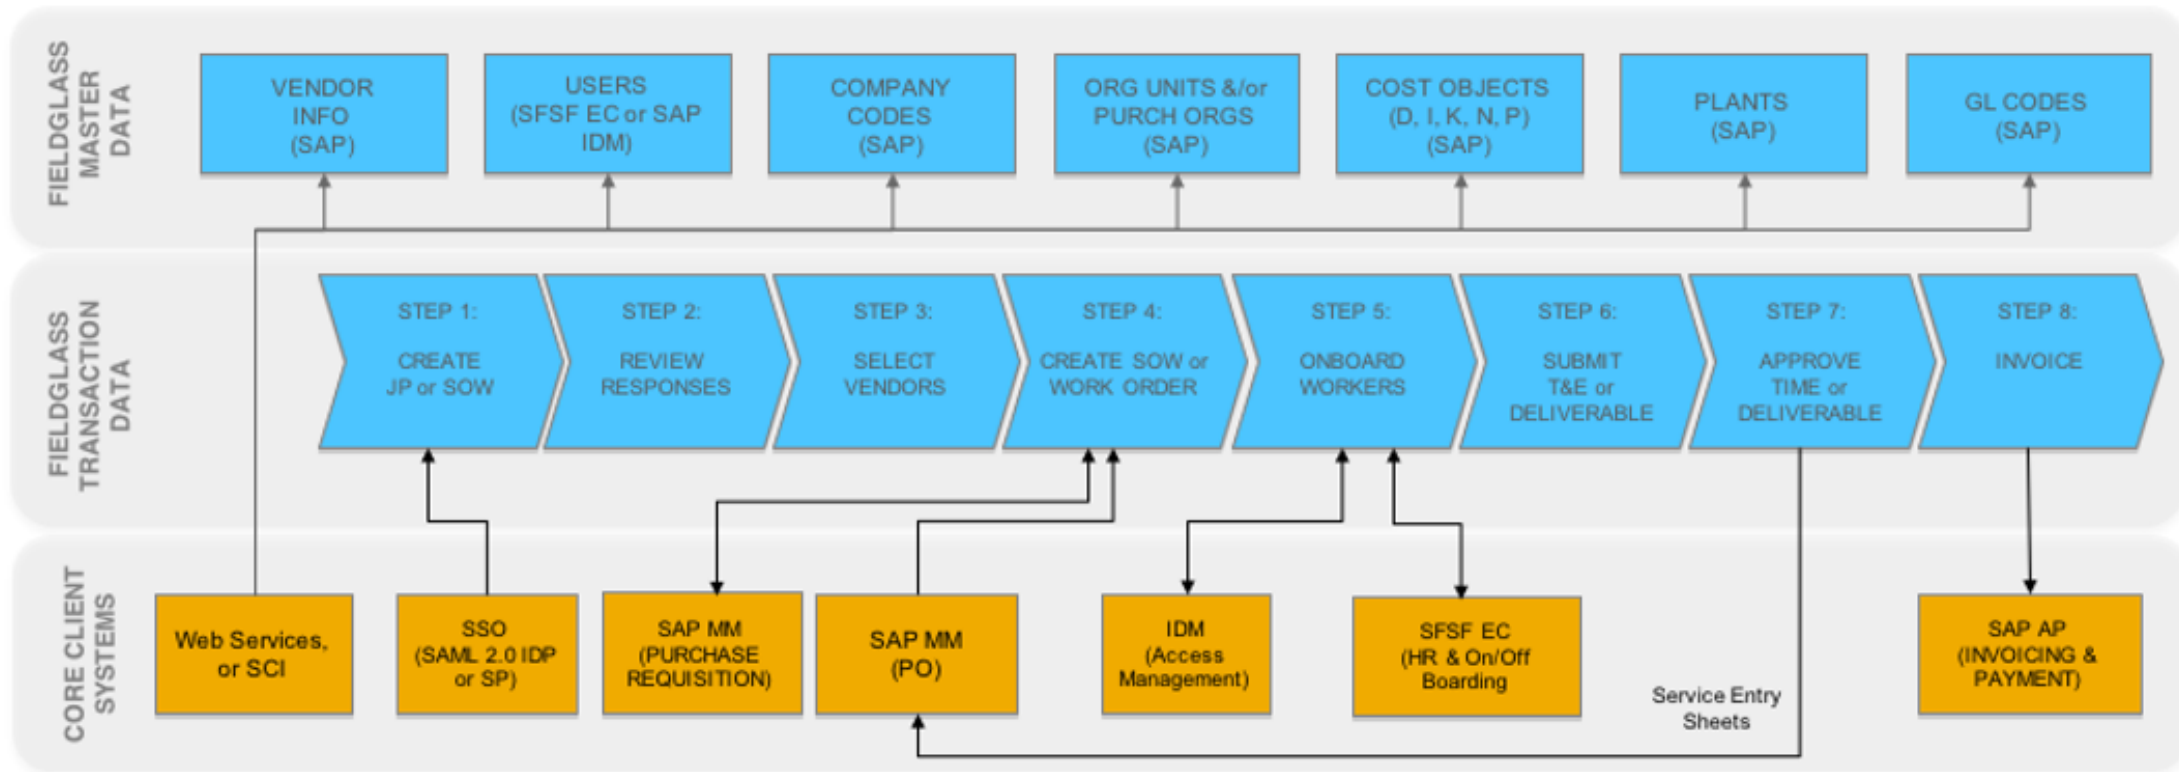 FIELDGLASS
MASTER
DATA
VENDOR
INFO
(SAP)
USERS
(SFSF EC or SAP
IDM)
COMPANY
CODES
(SAP)
ORG UNITS &/or
PURCH ORGS
(SAP)
COST OBJECTS
(D, I, K, N, P)
(SAP)
PLANTS
(SAP)
GL CODES
(SAP)
FIELDGLASS
TRANSACTION
DATA
STEP 1:
CREATE
JP or SOW
STEP 2:
REVIEW
RESPONSES
STEP 3:
SELECT
VENDORS
STEP 4:
CREATE SOW or
WORK ORDER
STEP 5:
ONBOARD
WORKERS
STEP 6:
SUBMIT
T&E or
DELIVERABLE
STEP 7:
APPROVE
TIME or
DELIVERABLE
STEP 8:
INVOICE
CORE CLIENT
SYSTEMS
Web Services,
or SCI
SSO
(SAML 2.0 IDP
or SP)
SAP MM
(PURCHASE
REQUISITION)
SAP MM
(PO)
IDM
(Access
Management)
SFSF EC
(HR & On/Off
Boarding
Service Entry
Sheets
SAP AP
(INVOICING &
PAYMENT)